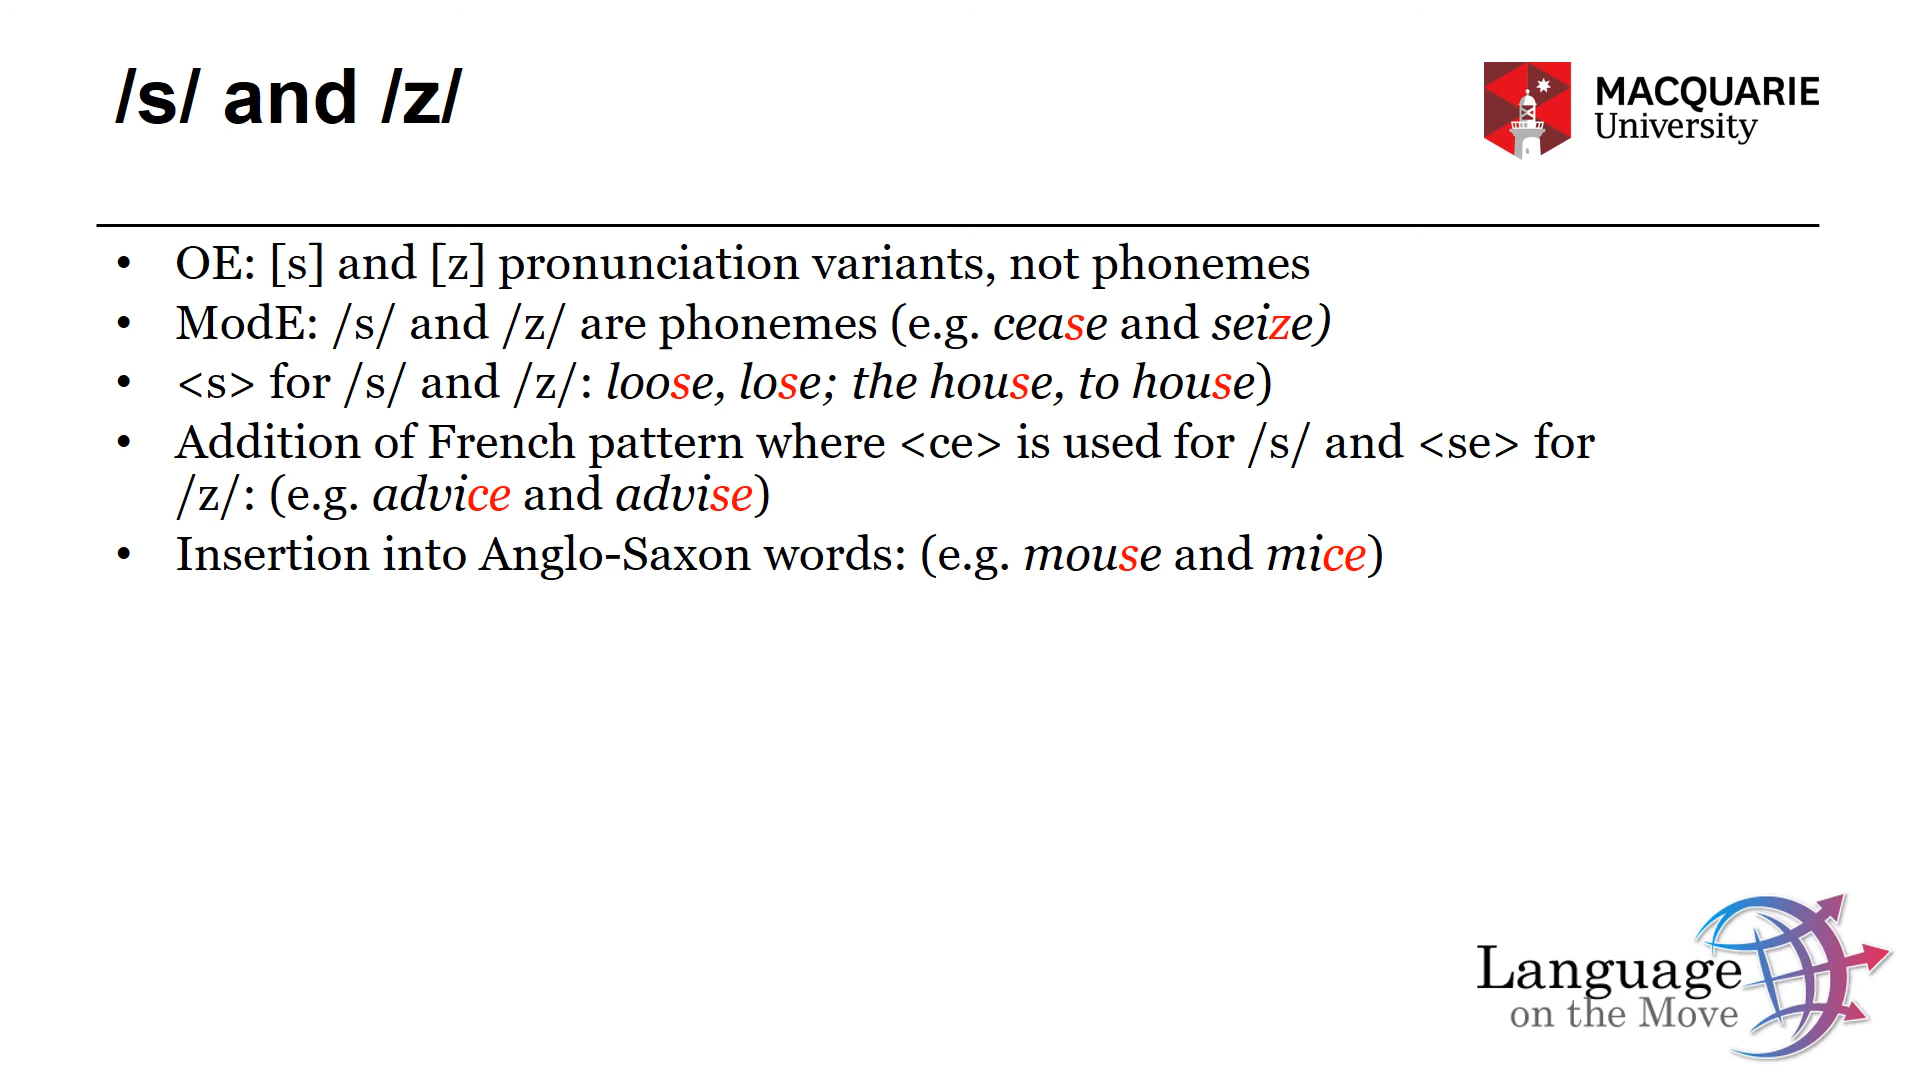 /s/ and /z/
MACQUARIE
University
• OE: [s] and [z] pronunciation variants, not phonemes
• ModE: /s/ and /z/ are phonemes (e.g. cease and seize)
• <s> for /s/ and /z/: loose, lose; the house, to house)
• Addition of French pattern where <ce> is used for /s/ and <se> for
/z/: (e.g. advice and advise)
• Insertion into Anglo-Saxon words: (e.g. mouse and mice)
Language
on the Move